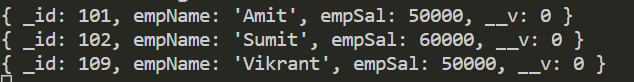 { _id: 101, empName: 'Amit', empSal: 50000, __v: 0 }
{ _id: 102, empName: 'Sumit', empSal: 60000, __v: 0 }
{ _id: 109, empName: 'Vikrant', empSal: 50000, __v: 0 }